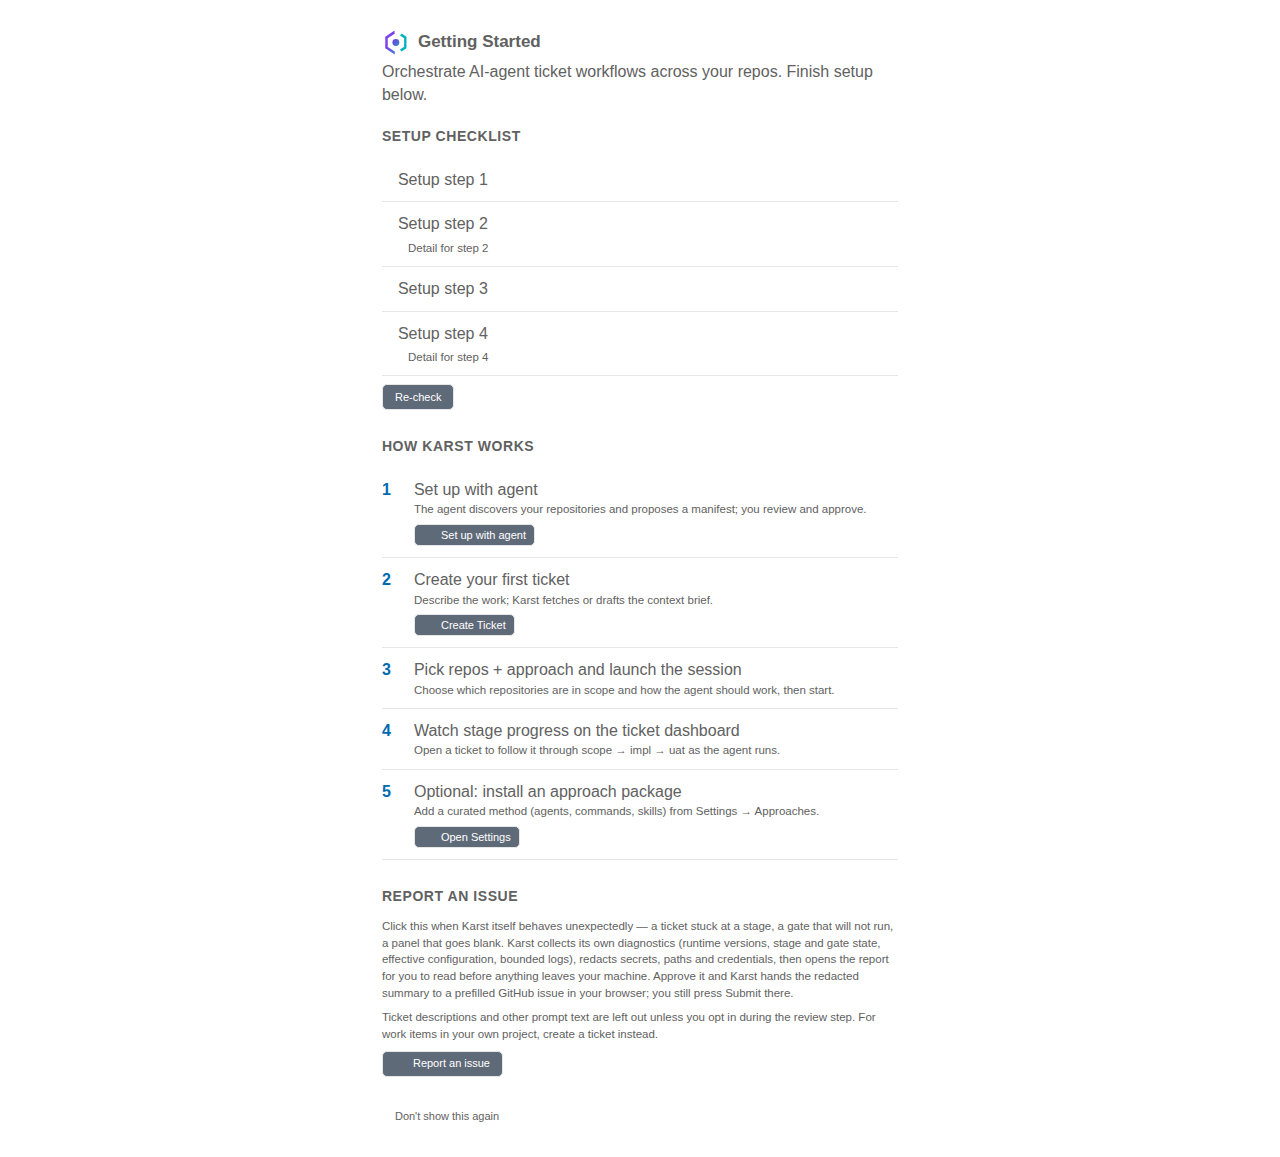 Getting Started
Orchestrate AI-agent ticket workflows across your repos. Finish setup
below.
SETUP CHECKLIST
Setup step 1
Setup step 2
Detail for step 2
Setup step 3
Setup step 4
Detail for step 4
Re-check
HOW KARST WORKS
1 Set up with agent
The agent discovers your repositories and proposes a manifest; you review and approve.
Set up with agent
2 Create your first ticket
Describe the work; Karst fetches or drafts the context brief.
Create Ticket
3 Pick repos + approach and launch the session
Choose which repositories are in scope and how the agent should work, then start.
4 Watch stage progress on the ticket dashboard
Open a ticket to follow it through scope → impl → uat as the agent runs.
5 Optional: install an approach package
Add a curated method (agents, commands, skills) from Settings → Approaches.
Open Settings
REPORT AN ISSUE
Click this when Karst itself behaves unexpectedly — a ticket stuck at a stage, a gate that will not run,
a panel that goes blank. Karst collects its own diagnostics (runtime versions, stage and gate state,
effective configuration, bounded logs), redacts secrets, paths and credentials, then opens the report
for you to read before anything leaves your machine. Approve it and Karst hands the redacted
summary to a prefilled GitHub issue in your browser; you still press Submit there.
Ticket descriptions and other prompt text are left out unless you opt in during the review step. For
work items in your own project, create a ticket instead.
Report an issue
Don't show this again